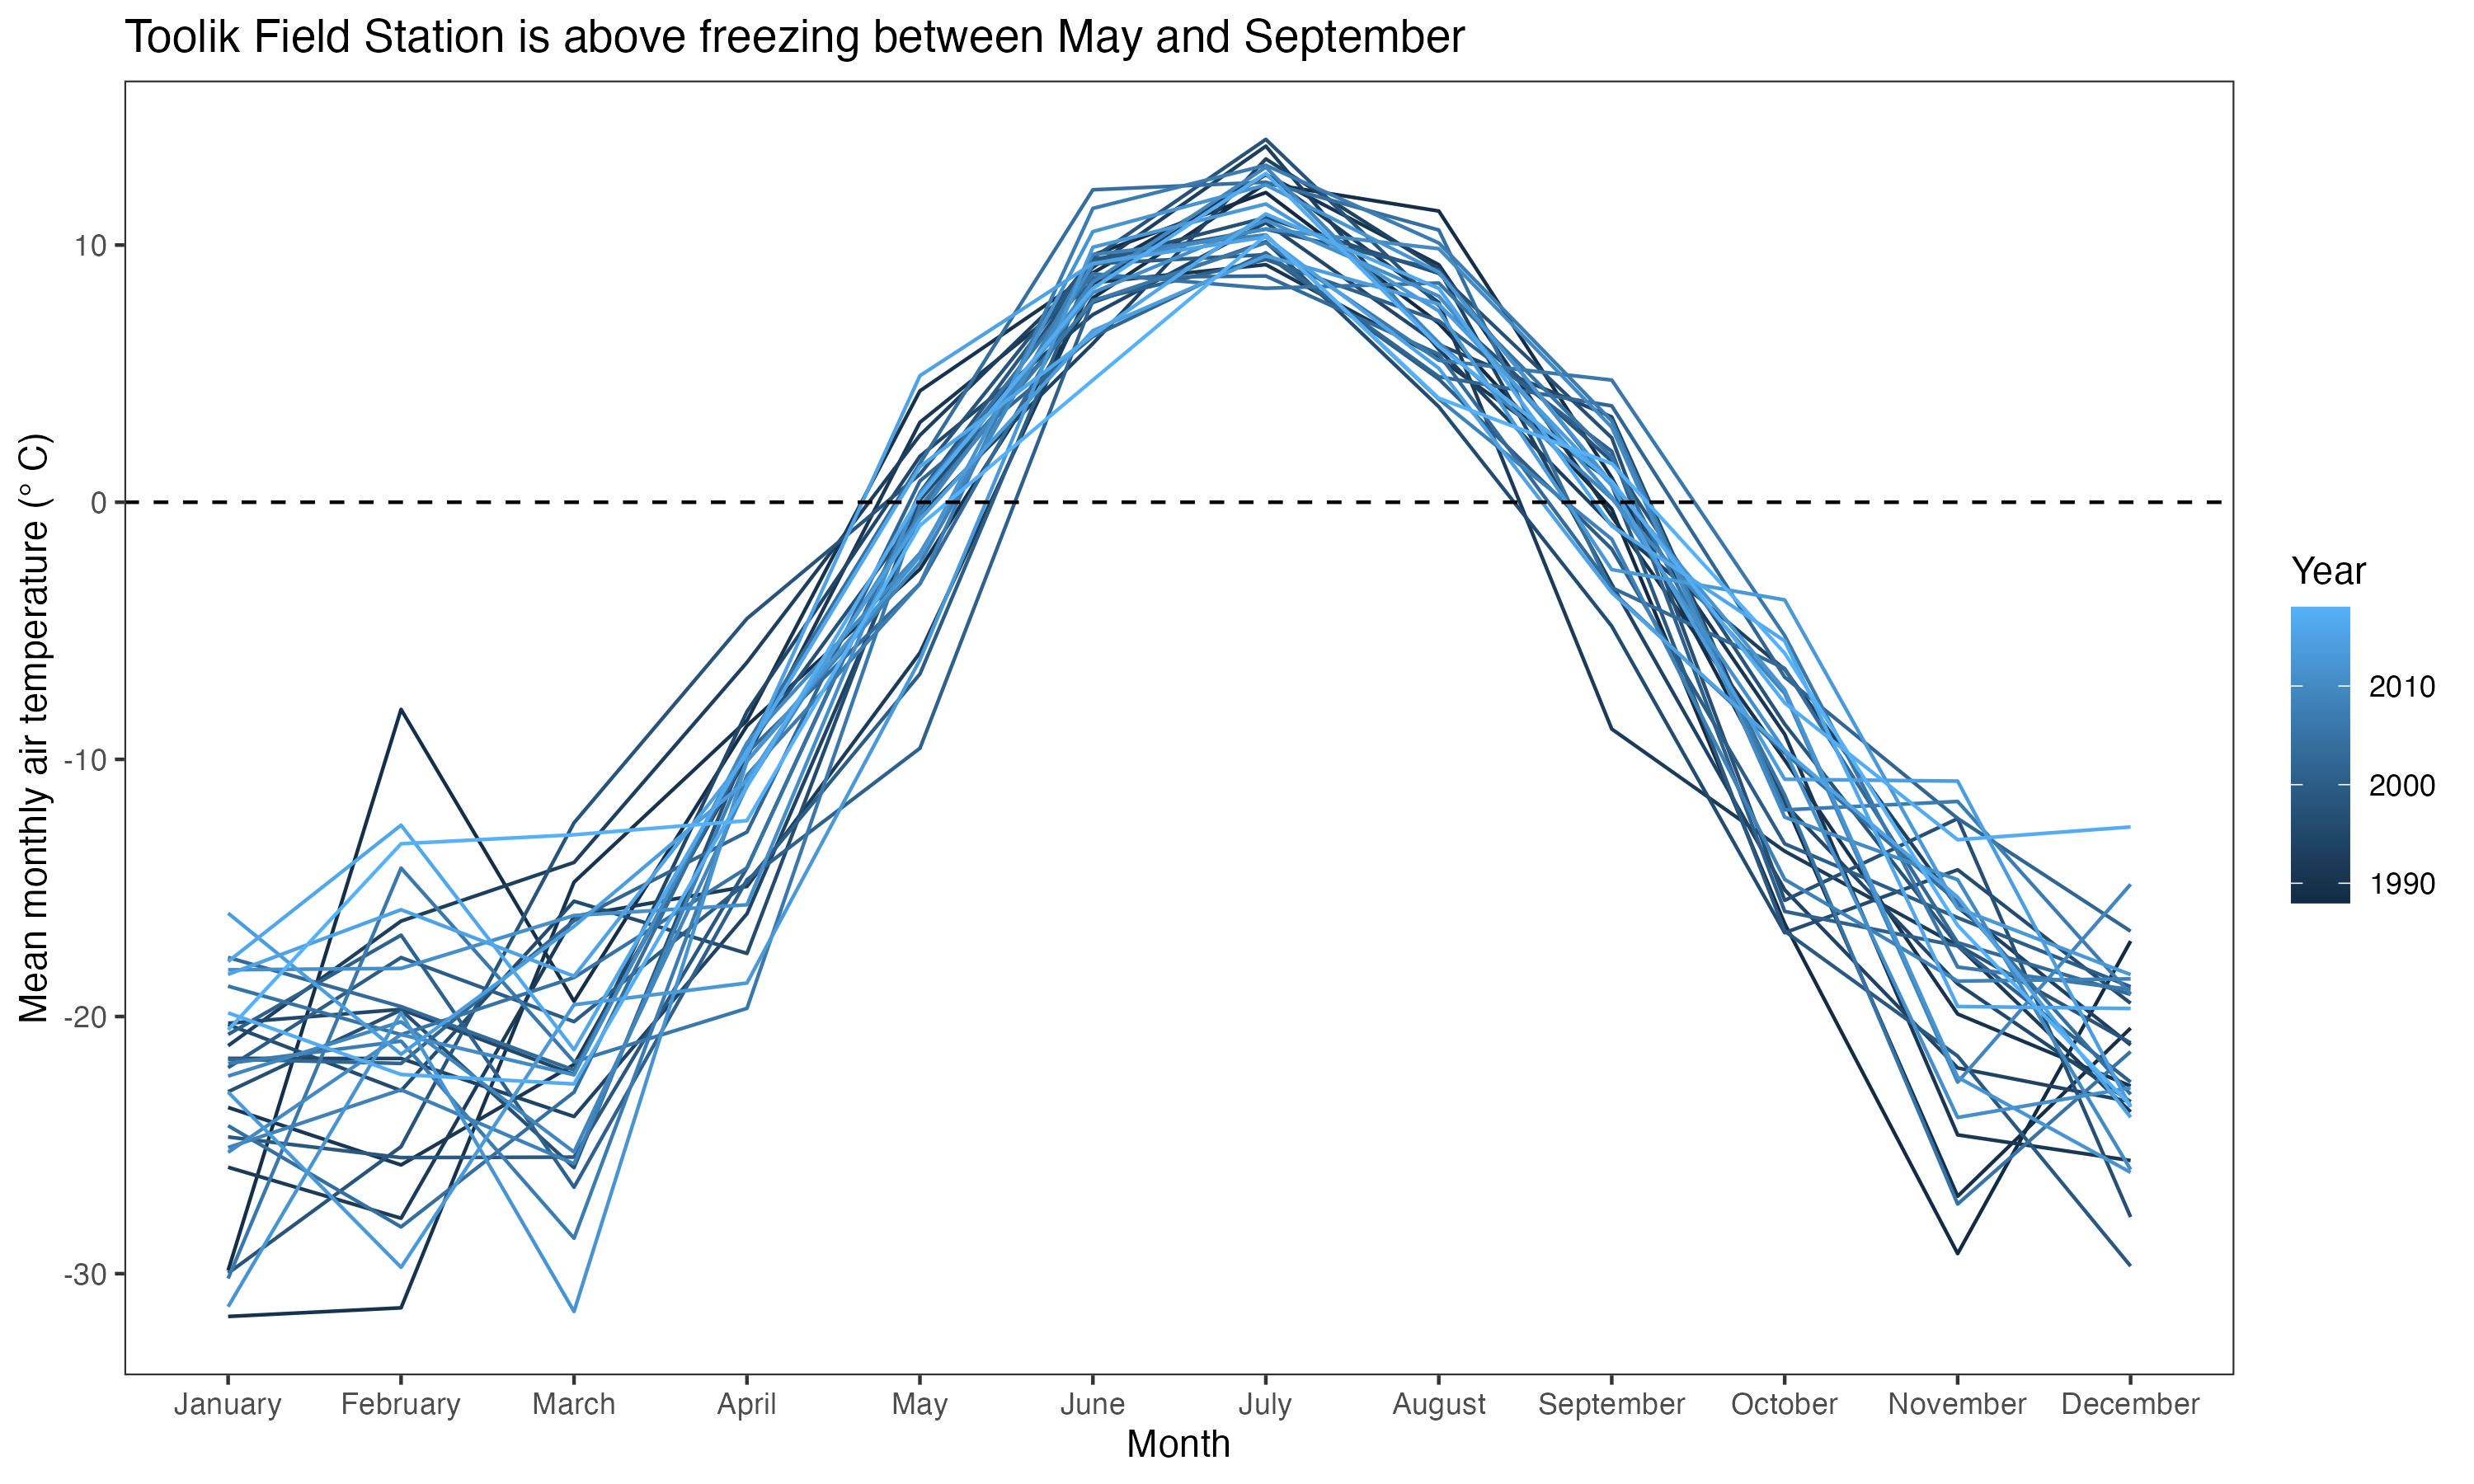 Toolik Field Station is above freezing between May and September
Mean monthly air temperature (° C)
10
0
-10
-20
-30
January February March April May June July August September October November December
Month
Year
2010
2000
1990